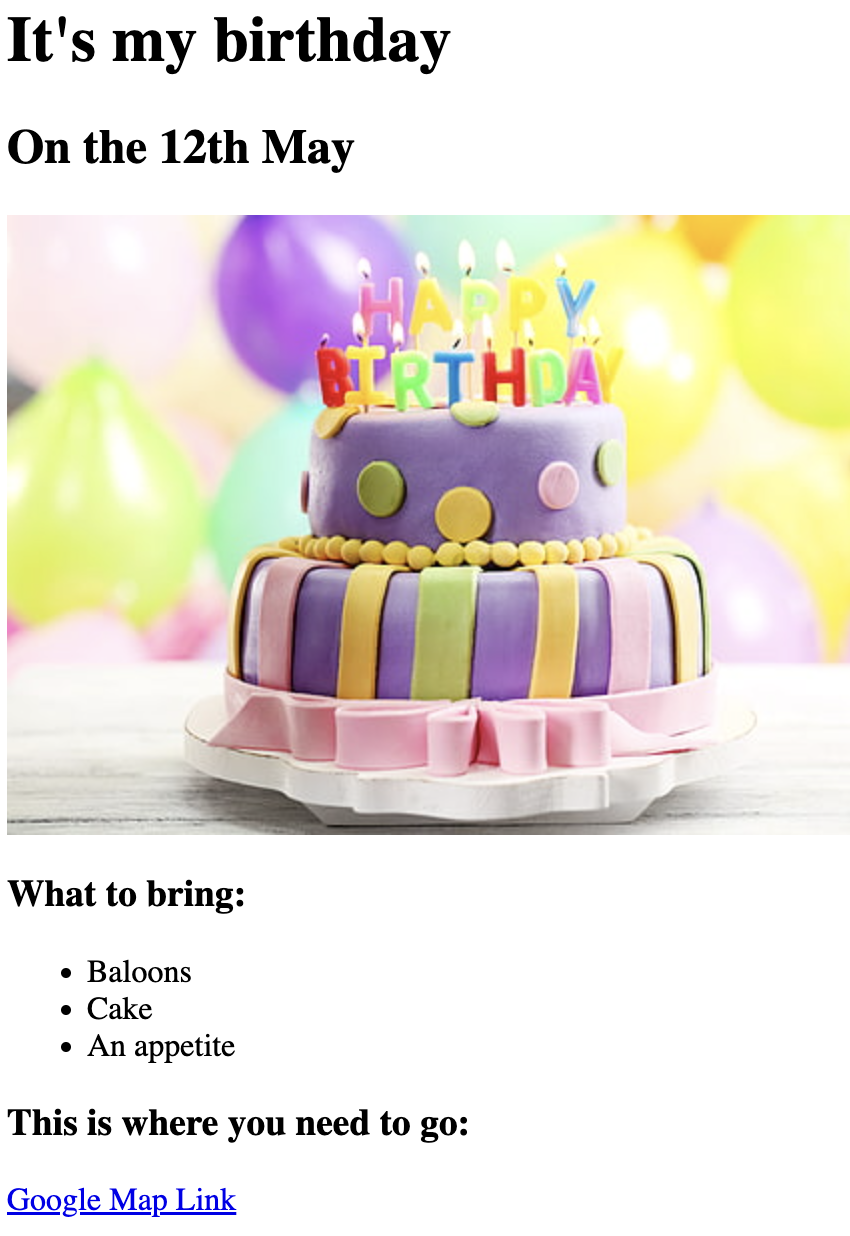 It's my birthday
On the 12th May
HAPPY
BIRTHDAY
What to bring:
Baloons
Cake
An appetite
This is where you need to go:
Google Map Link